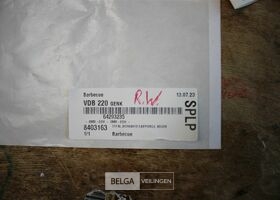 Barbecue 13.07.23
R.W.
VDB 220 GENK
64293235
8403163
1/1 Barbecue
SPLP
BELGA VEILINGEN